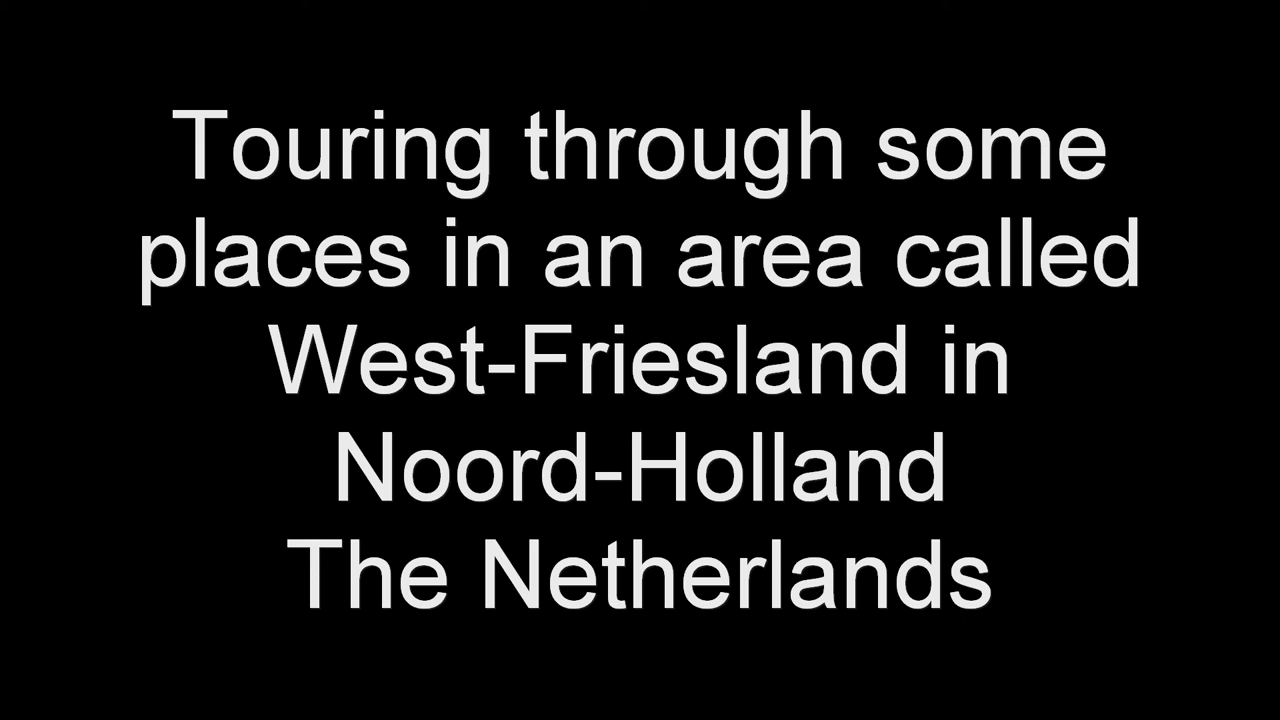 Touring through some
places in an area called
West-Friesland in
Noord-Holland
The Netherlands